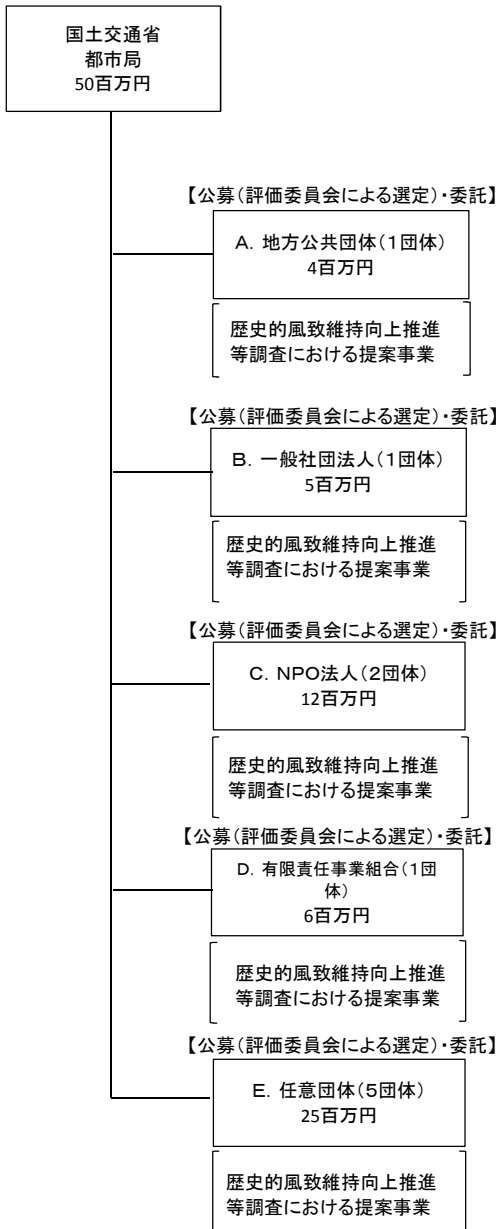 国土交通省
都市局
50百万円
【公募(評価委員会による選定)・委託】
A. 地方公共団体(1団体)
4百万円
歴史的風致維持向上推進
等調査における提案事業
【公募(評価委員会による選定)・委託】
B. 一般社団法人(1団体)
5百万円
歴史的風致維持向上推進
等調査における提案事業
【公募(評価委員会による選定)・委託】
C. NPO法人(2団体)
12百万円
歴史的風致維持向上推進
等調査における提案事業
【公募(評価委員会による選定)・委託】
D. 有限責任事業組合(1団
体)
6百万円
歴史的風致維持向上推進
等調査における提案事業
【公募(評価委員会による選定)・委託】
E. 任意団体(5団体)
25百万円
歴史的風致維持向上推進
等調査における提案事業